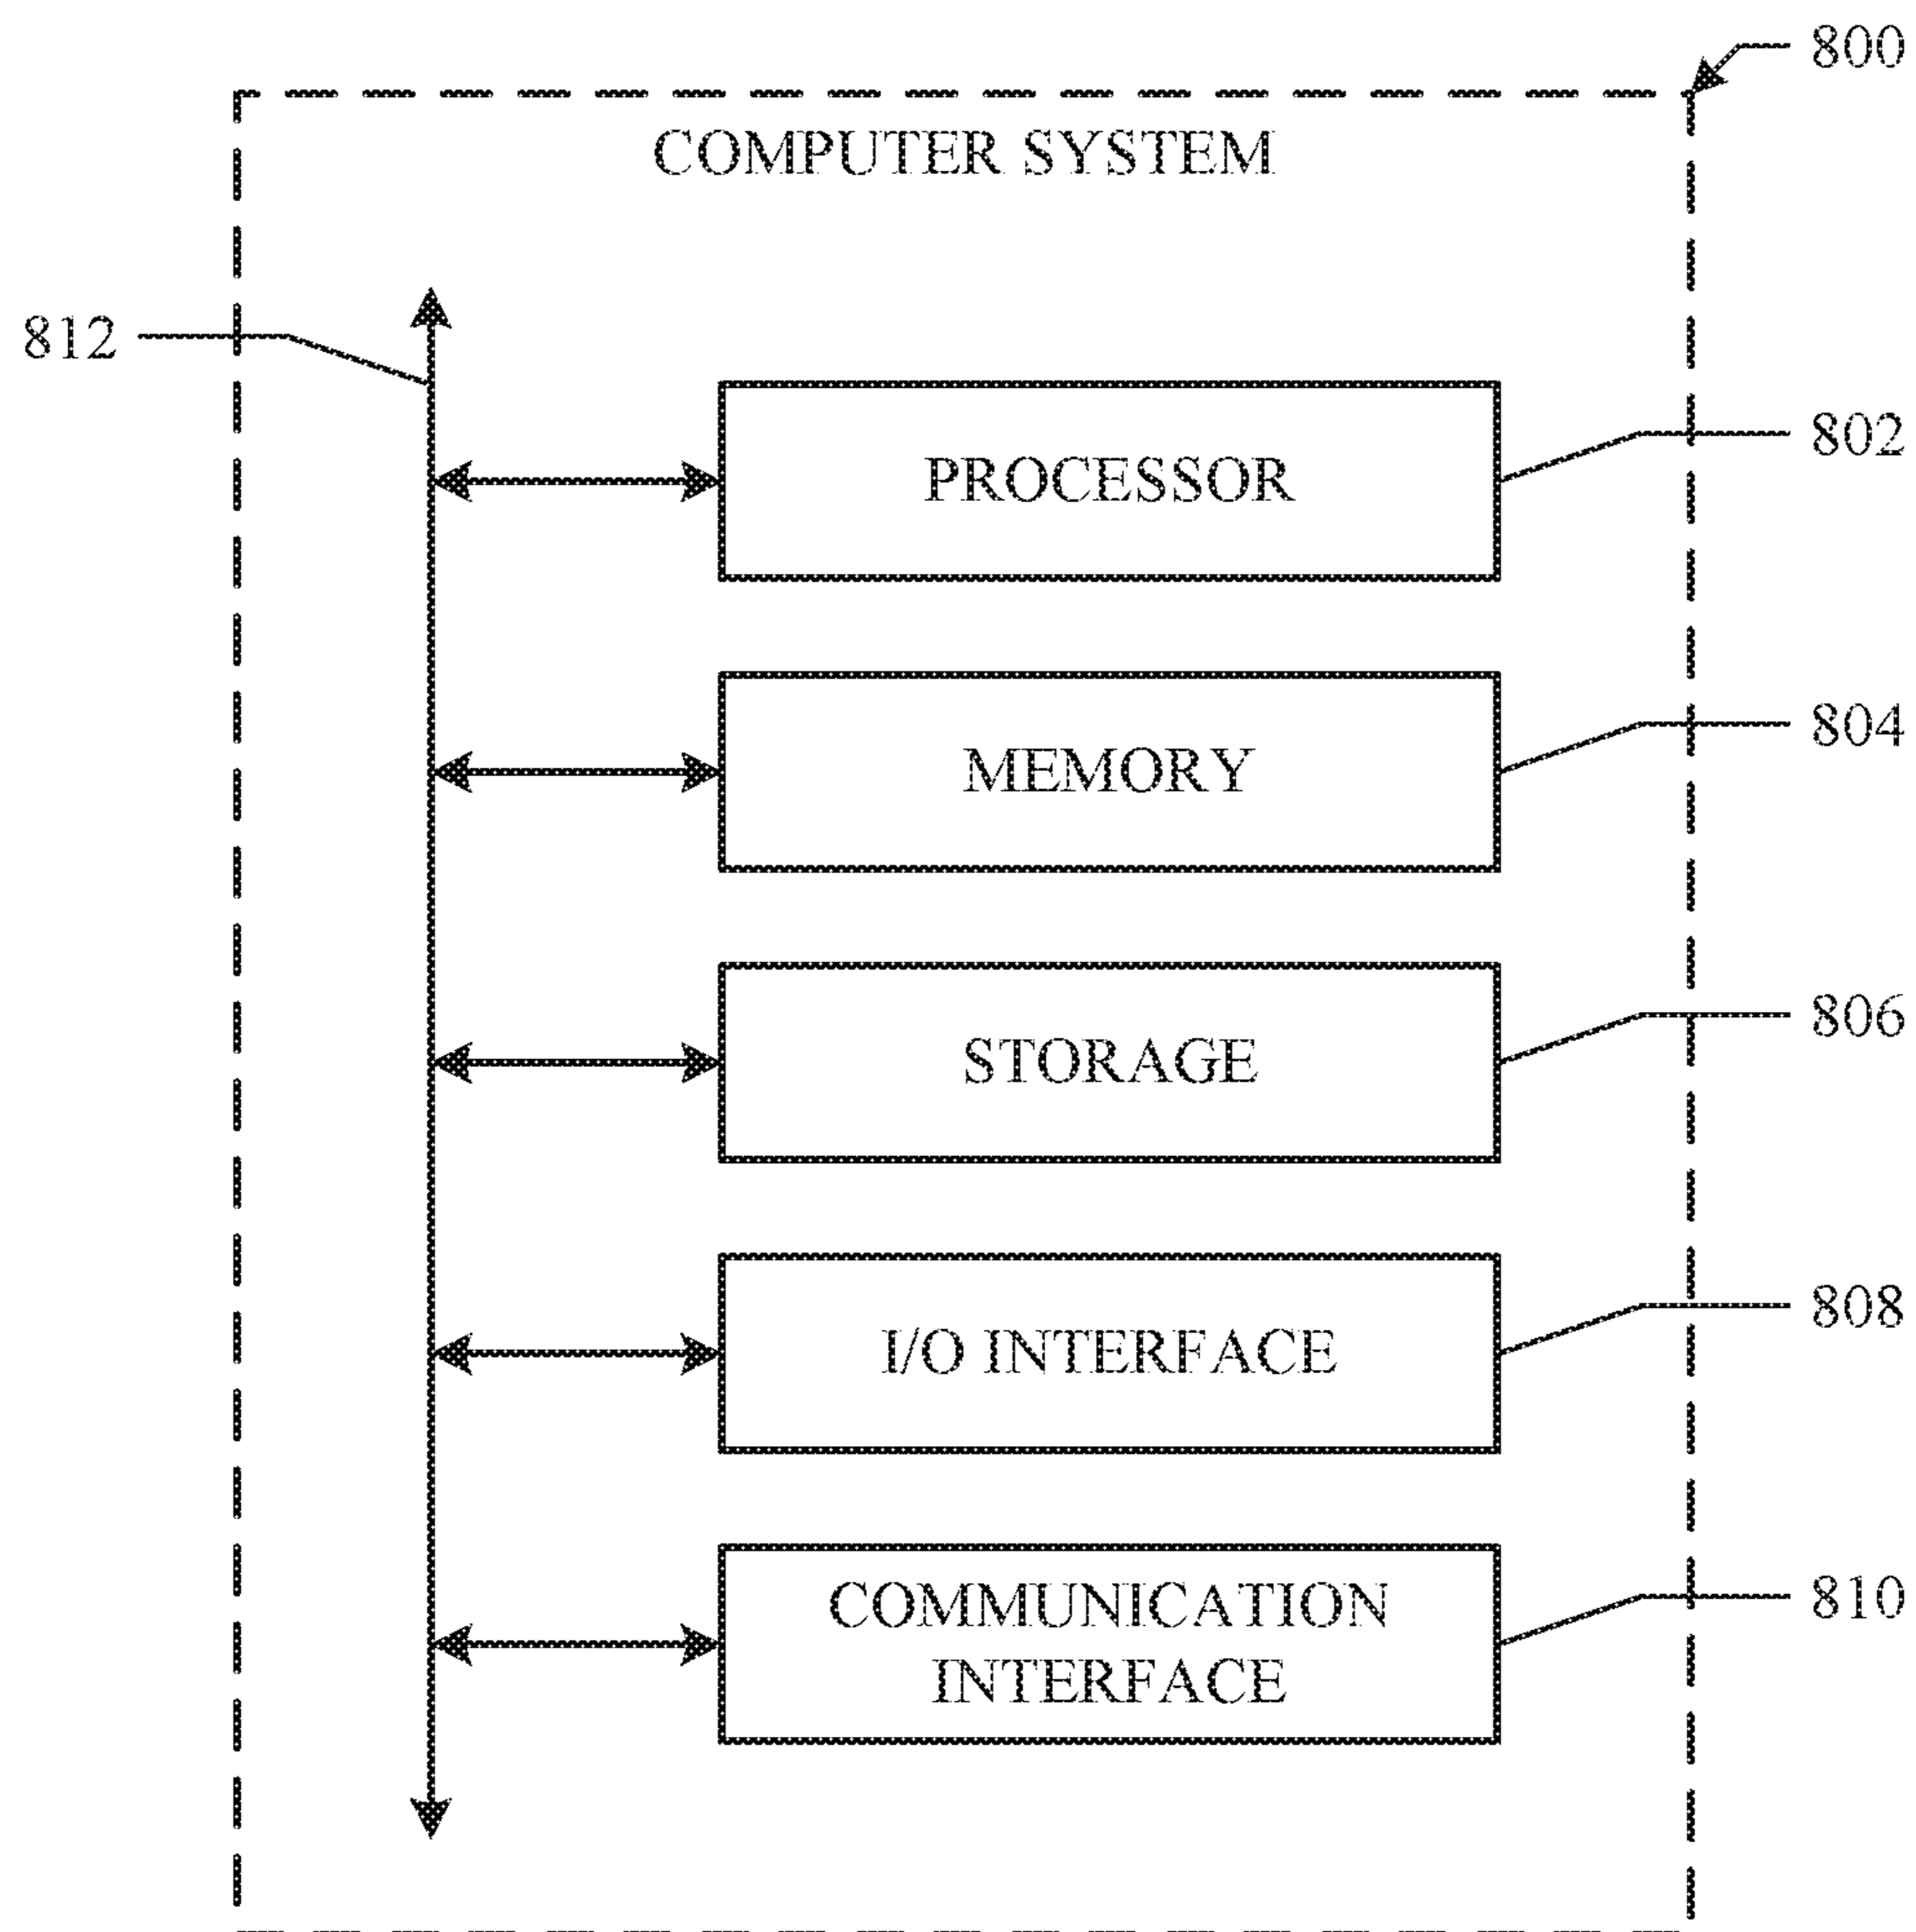 800
COMPUTER SYSTEM
812
PROCESSOR
802
MEMORY
804
STORAGE
806
I/O INTERFACE
808
COMMUNICATION
INTERFACE
810